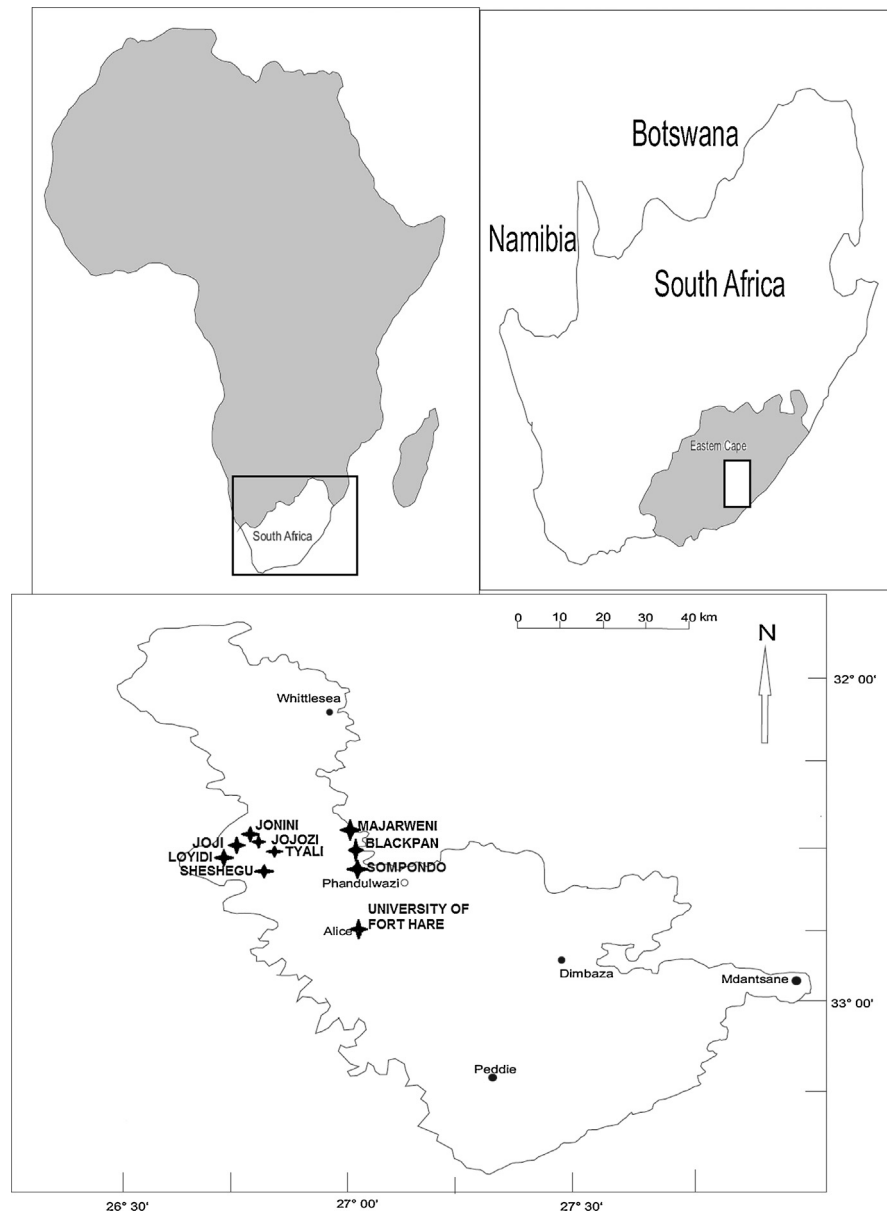 South Africa
Botswana
Namibia
South Africa
Eastern Cape
0 10 20 30 40 km
N
32° 00'
Whittlesea
JONINI
MAJARWENI
JOJI
JOJOZI
BLACKPAN
LOYIDI
TYALI
SHESHEGU
SOMPONDO
Phandulwazi
UNIVERSITY OF
FORT HARE
Alice
Dimbaza
Mdantsane
33° 00'
Peddie
26° 30'
27° 00'
27° 30'